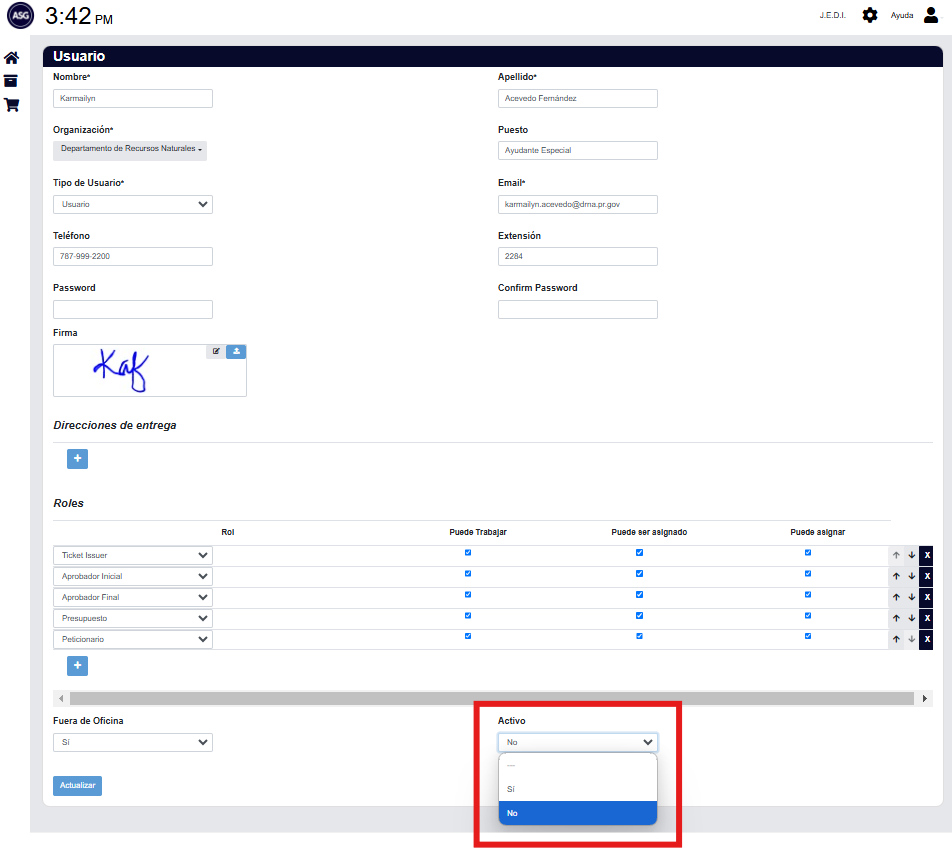 ASG 3:42 PM J.E.D.I. Ayuda
Usuario
Nombre* Apellido*
Karmailyn Acevedo Fernández
Organización* Puesto
Departamento de Recursos Naturales Ayudante Especial
Tipo de Usuario* Email*
Usuario karmailyn.acevedo@drna.pr.gov
Teléfono Extensión
787-999-2200 2284
Password Confirm Password
Firma
Kaf
Direcciones de entrega
+
Roles
Rol Puede Trabajar Puede ser asignado Puede asignar
Ticket Issuer X
Aprobador Inicial X
Aprobador Final X
Presupuesto X
Peticionario X
+
Fuera de Oficina Activo
Sí No
---
Sí
Actualizar
No